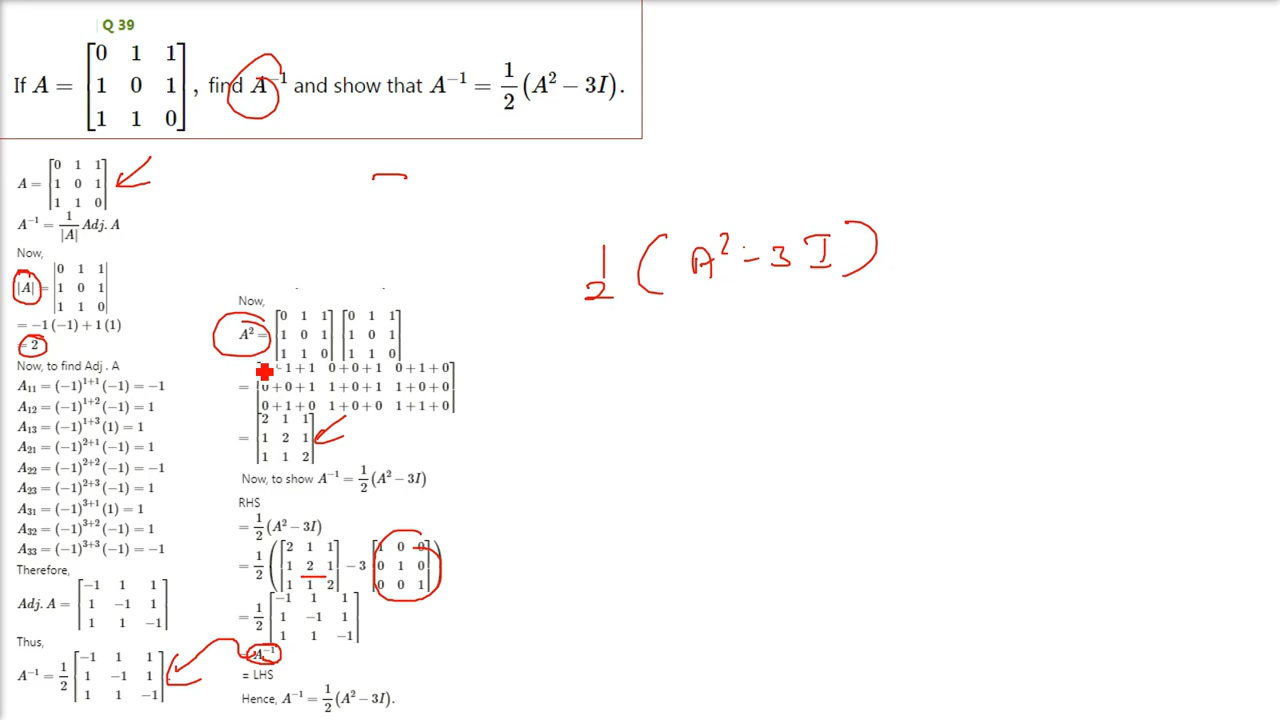 Q 39
If A = [0 1 1; 1 0 1; 1 1 0], find A⁻¹ and show that A⁻¹ = 1/2 (A² − 3I).
A = [0 1 1; 1 0 1; 1 1 0]
A⁻¹ = 1/|A| Adj. A
Now,
|A| = |0 1 1; 1 0 1; 1 1 0|
= −1(−1) + 1(1)
= 2
Now, to find Adj . A
A₁₁ = (−1)¹⁺¹(−1) = −1
A₁₂ = (−1)¹⁺²(−1) = 1
A₁₃ = (−1)¹⁺³(1) = 1
A₂₁ = (−1)²⁺¹(−1) = 1
A₂₂ = (−1)²⁺²(−1) = −1
A₂₃ = (−1)²⁺³(−1) = 1
A₃₁ = (−1)³⁺¹(1) = 1
A₃₂ = (−1)³⁺²(−1) = 1
A₃₃ = (−1)³⁺³(−1) = −1
Therefore,
Adj. A = [−1 1 1; 1 −1 1; 1 1 −1]
Thus,
A⁻¹ = 1/2 [−1 1 1; 1 −1 1; 1 1 −1]
Now,
A² = [0 1 1; 1 0 1; 1 1 0] [0 1 1; 1 0 1; 1 1 0]
= [+1+1 0+0+1 0+1+0; 0+0+1 1+0+1 1+0+0; 0+1+0 1+0+0 1+1+0]
= [2 1 1; 1 2 1; 1 1 2]
Now, to show A⁻¹ = 1/2 (A² − 3I)
RHS
= 1/2 (A² − 3I)
= 1/2 ([2 1 1; 1 2 1; 1 1 2] − 3 [1 0 0; 0 1 0; 0 0 1])
= 1/2 [−1 1 1; 1 −1 1; 1 1 −1]
= A⁻¹
= LHS
Hence, A⁻¹ = 1/2 (A² − 3I).
1/2 (A² − 3 I)